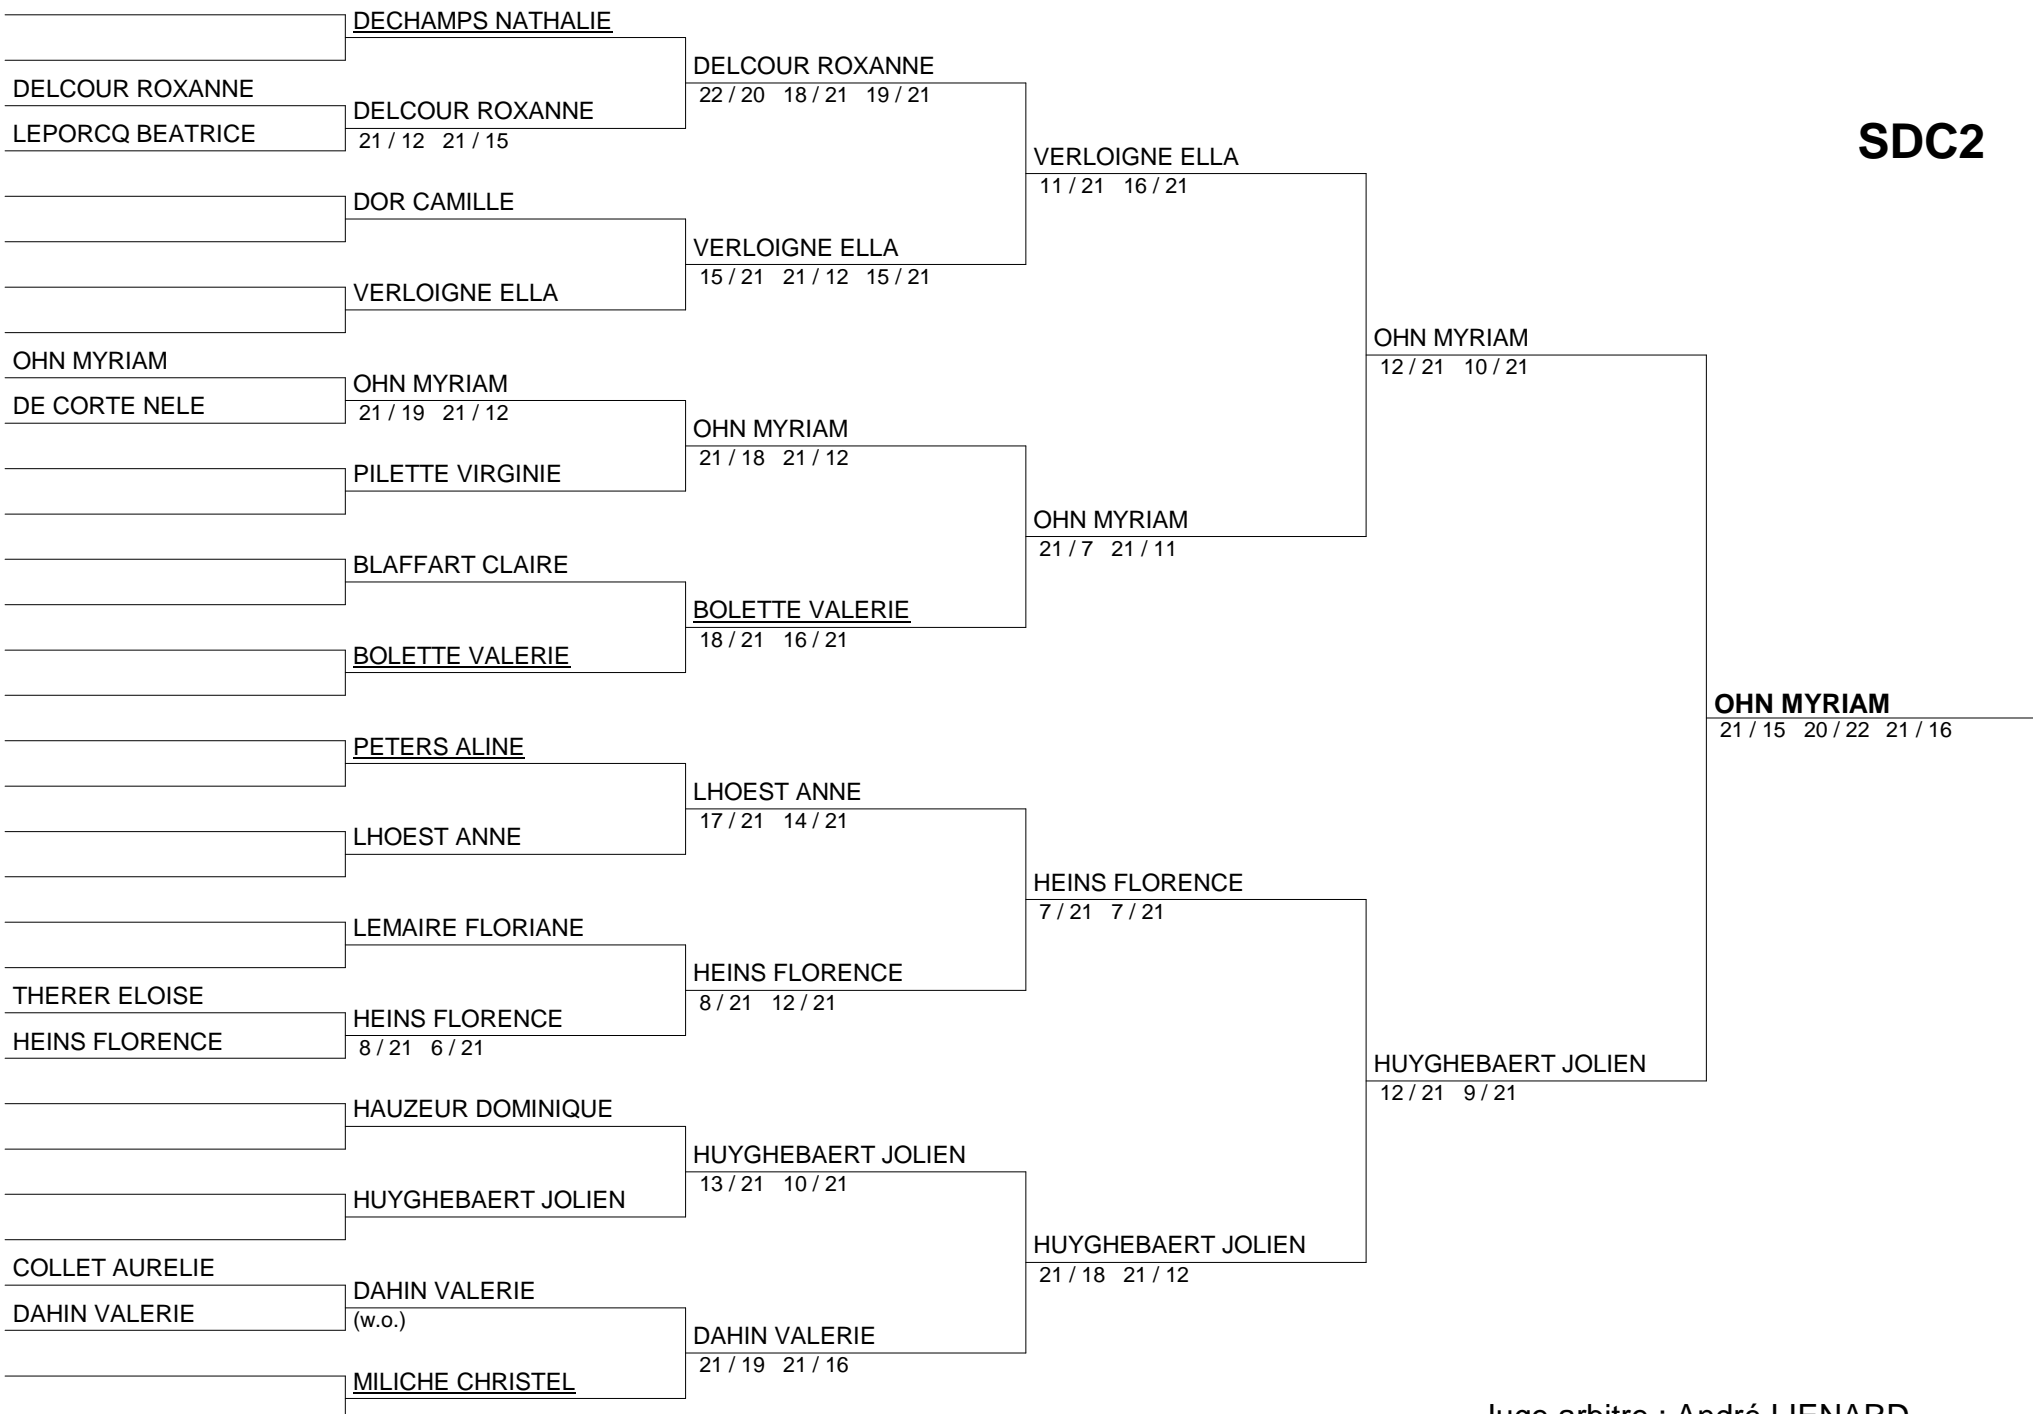 DECHAMPS NATHALIE
DELCOUR ROXANNE
DELCOUR ROXANNE
22 / 20 18 / 21 19 / 21
DELCOUR ROXANNE
LEPORCQ BEATRICE
21 / 12 21 / 15
SDC2
VERLOIGNE ELLA
11 / 21 16 / 21
DOR CAMILLE
VERLOIGNE ELLA
15 / 21 21 / 12 15 / 21
VERLOIGNE ELLA
OHN MYRIAM
12 / 21 10 / 21
OHN MYRIAM
OHN MYRIAM
DE CORTE NELE
21 / 19 21 / 12
OHN MYRIAM
21 / 18 21 / 12
PILETTE VIRGINIE
OHN MYRIAM
21 / 7 21 / 11
BLAFFART CLAIRE
BOLETTE VALERIE
18 / 21 16 / 21
BOLETTE VALERIE
OHN MYRIAM
21 / 15 20 / 22 21 / 16
PETERS ALINE
LHOEST ANNE
17 / 21 14 / 21
LHOEST ANNE
HEINS FLORENCE
7 / 21 7 / 21
LEMAIRE FLORIANE
HEINS FLORENCE
8 / 21 12 / 21
THERER ELOISE
HEINS FLORENCE
HEINS FLORENCE
8 / 21 6 / 21
HUYGHEBAERT JOLIEN
12 / 21 9 / 21
HAUZEUR DOMINIQUE
HUYGHEBAERT JOLIEN
13 / 21 10 / 21
HUYGHEBAERT JOLIEN
HUYGHEBAERT JOLIEN
21 / 18 21 / 12
COLLET AURELIE
DAHIN VALERIE
DAHIN VALERIE
(w.o.)
DAHIN VALERIE
21 / 19 21 / 16
MILICHE CHRISTEL
Juge arbitre : André LIENARD